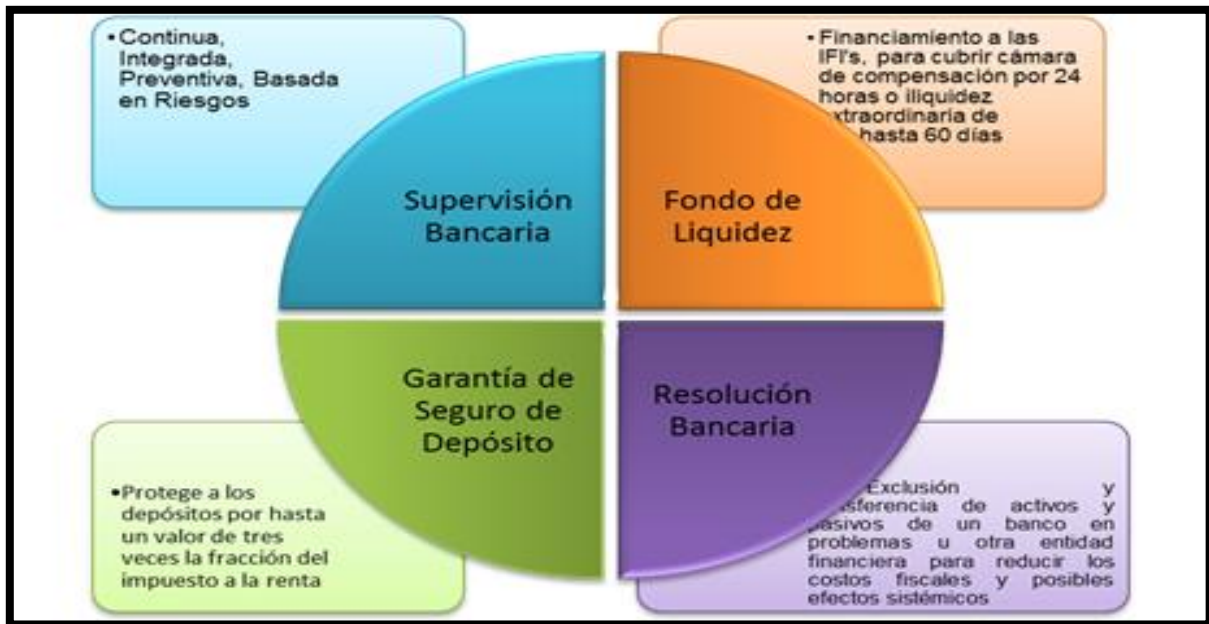 •Continua,
Integrada,
Preventiva, Basada
en Riesgos
• Financiamiento a las
IFI's, para cubrir cámara
de compensación por 24
horas o iliquidez
extraordinaria de
hasta 60 días
Supervisión
Bancaria
Fondo de
Liquidez
Garantía de
Seguro de
Depósito
Resolución
Bancaria
•Protege a los
depósitos por hasta
un valor de tres
veces la fracción del
impuesto a la renta
Exclusión y
transferencia de activos y
pasivos de un banco en
problemas u otra entidad
financiera para reducir los
costos fiscales y posibles
efectos sistémicos